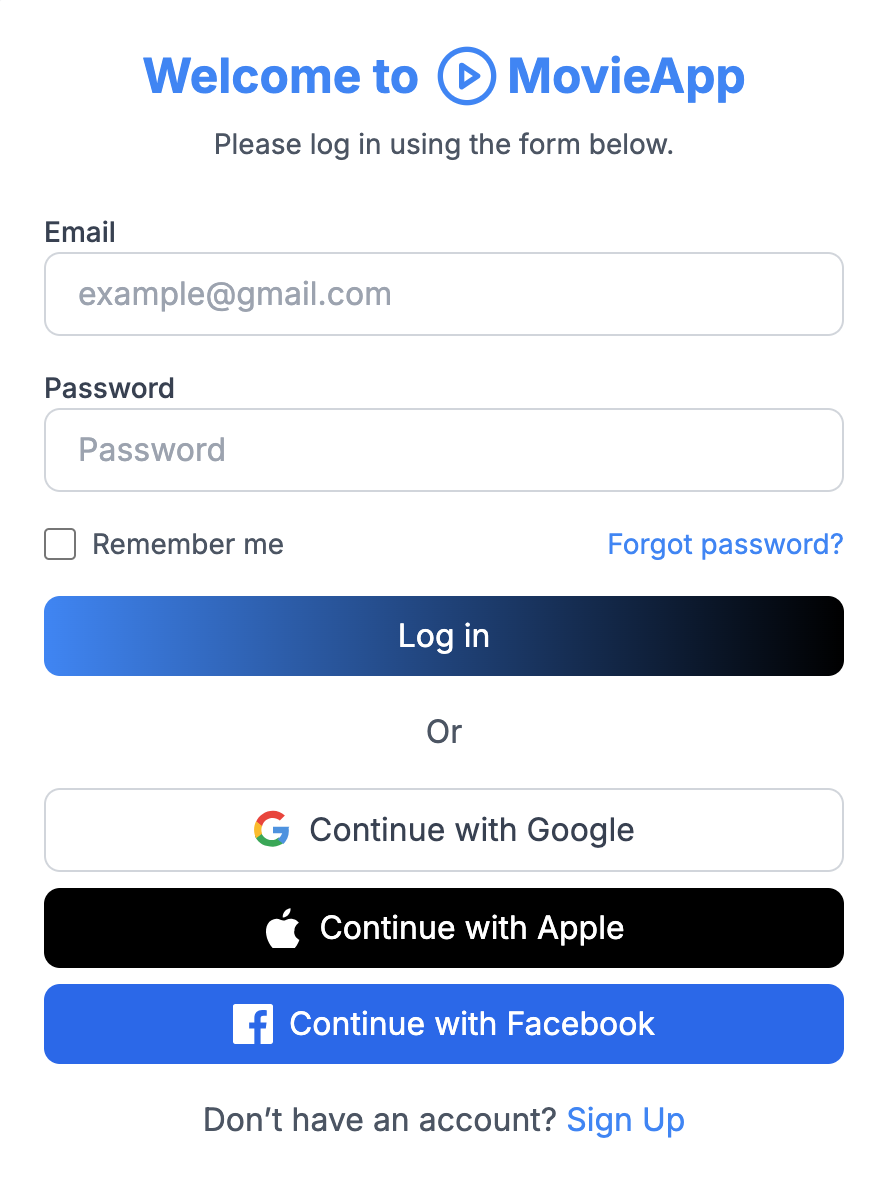 Welcome to MovieApp
Please log in using the form below.
Email
example@gmail.com
Password
Password
Remember me
Forgot password?
Log in
Or
Continue with Google
Continue with Apple
Continue with Facebook
Don’t have an account? Sign Up